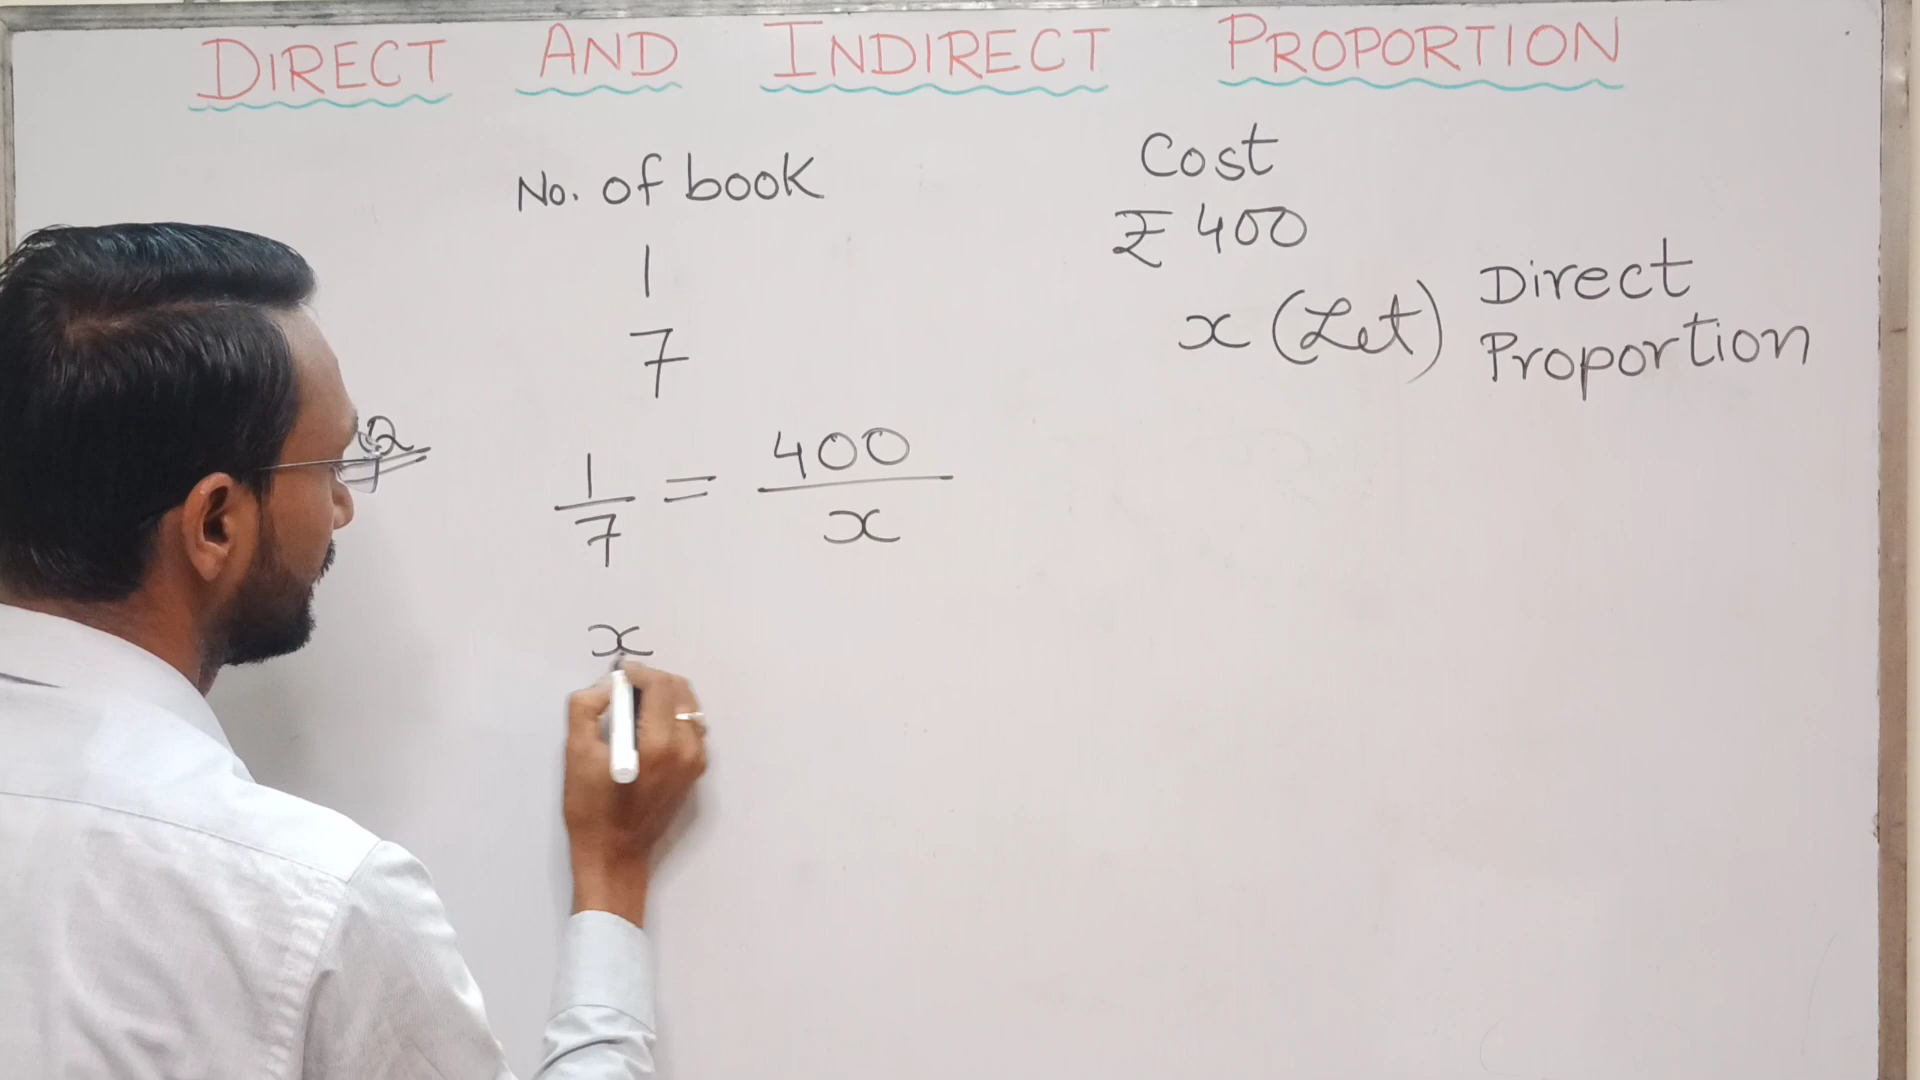 DIRECT AND INDIRECT PROPORTION
No. of book Cost
1 ₹ 400
7 x (Let) Direct Proportion
1/7 = 400/x
x